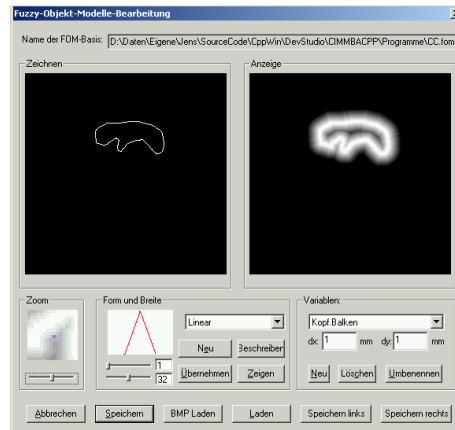 Fuzzy-Objekt-Modelle-Bearbeitung
Name der FOM-Basis: D:\Daten\Eigene\Jens\SourceCode\CppWin\DevStudio\CIMMBACPP\Programme\CC.fom
Zeichnen Anzeige
Zoom Form und Breite Variablen:
Linear Kopf.Balken
dx: 1 mm dy: 1 mm
Neu Beschreiben
1
32 Übernehmen Zeigen Neu Löschen Umbenennen
Abbrechen Speichern BMP Laden Laden Speichern links Speichern rechts